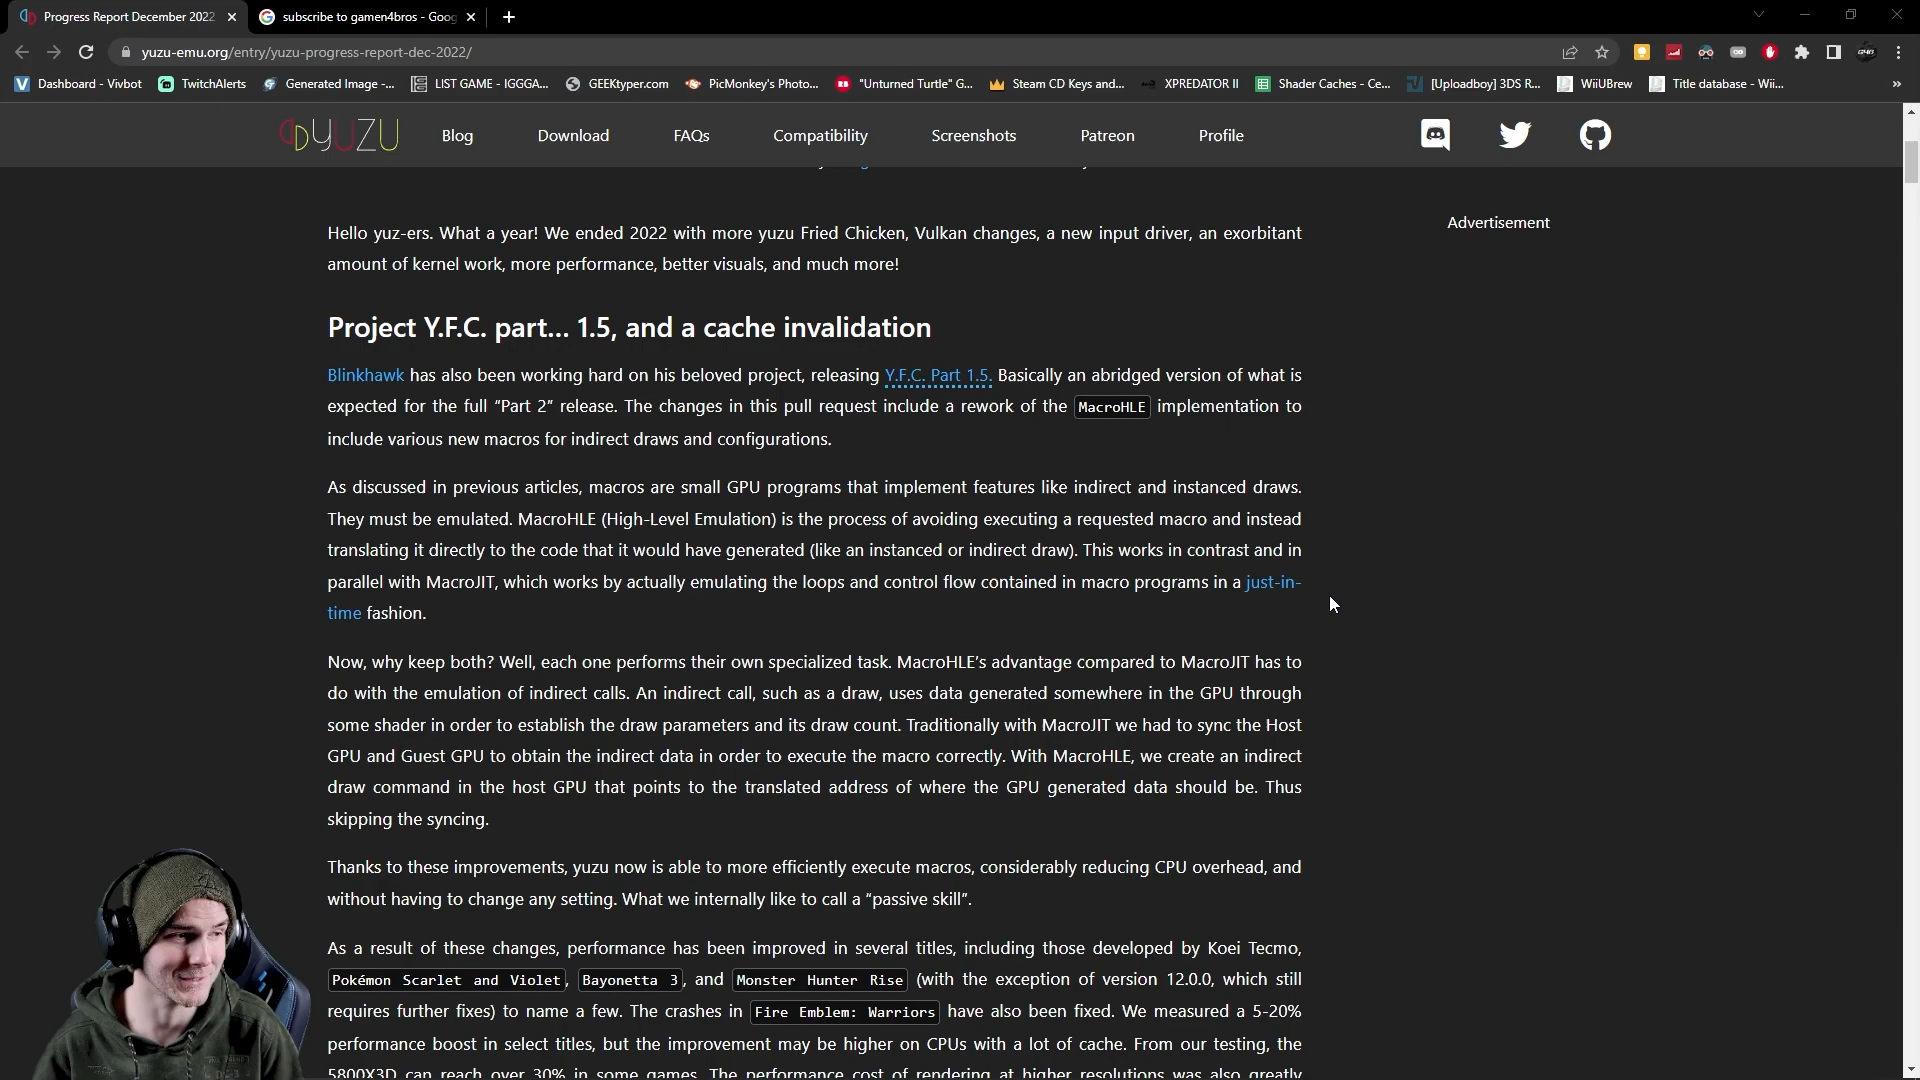 Progress Report December 2022
subscribe to gamen4bros - Goog
yuzu-emu.org/entry/yuzu-progress-report-dec-2022/
Dashboard - Vivbot
TwitchAlerts
Generated Image -...
LIST GAME - IGGGA...
GEEKtyper.com
PicMonkey's Photo...
"Unturned Turtle" G...
Steam CD Keys and...
XPREDATOR II
Shader Caches - Ce...
[Uploadboy] 3DS R...
WiiUBrew
Title database - Wii...
YUZU
Blog
Download
FAQs
Compatibility
Screenshots
Patreon
Profile
Advertisement
Hello yuz-ers. What a year! We ended 2022 with more yuzu Fried Chicken, Vulkan changes, a new input driver, an exorbitant
amount of kernel work, more performance, better visuals, and much more!
Project Y.F.C. part… 1.5, and a cache invalidation
Blinkhawk has also been working hard on his beloved project, releasing Y.F.C. Part 1.5. Basically an abridged version of what is
expected for the full “Part 2” release. The changes in this pull request include a rework of the MacroHLE implementation to
include various new macros for indirect draws and configurations.
As discussed in previous articles, macros are small GPU programs that implement features like indirect and instanced draws.
They must be emulated. MacroHLE (High-Level Emulation) is the process of avoiding executing a requested macro and instead
translating it directly to the code that it would have generated (like an instanced or indirect draw). This works in contrast and in
parallel with MacroJIT, which works by actually emulating the loops and control flow contained in macro programs in a just-in-
time fashion.
Now, why keep both? Well, each one performs their own specialized task. MacroHLE’s advantage compared to MacroJIT has to
do with the emulation of indirect calls. An indirect call, such as a draw, uses data generated somewhere in the GPU through
some shader in order to establish the draw parameters and its draw count. Traditionally with MacroJIT we had to sync the Host
GPU and Guest GPU to obtain the indirect data in order to execute the macro correctly. With MacroHLE, we create an indirect
draw command in the host GPU that points to the translated address of where the GPU generated data should be. Thus
skipping the syncing.
Thanks to these improvements, yuzu now is able to more efficiently execute macros, considerably reducing CPU overhead, and
without having to change any setting. What we internally like to call a “passive skill”.
As a result of these changes, performance has been improved in several titles, including those developed by Koei Tecmo,
Pokémon Scarlet and Violet, Bayonetta 3, and Monster Hunter Rise (with the exception of version 12.0.0, which still
requires further fixes) to name a few. The crashes in Fire Emblem: Warriors have also been fixed. We measured a 5-20%
performance boost in select titles, but the improvement may be higher on CPUs with a lot of cache. From our testing, the
5800X3D can reach over 30% in some games. The performance cost of rendering at higher resolutions was also greatly